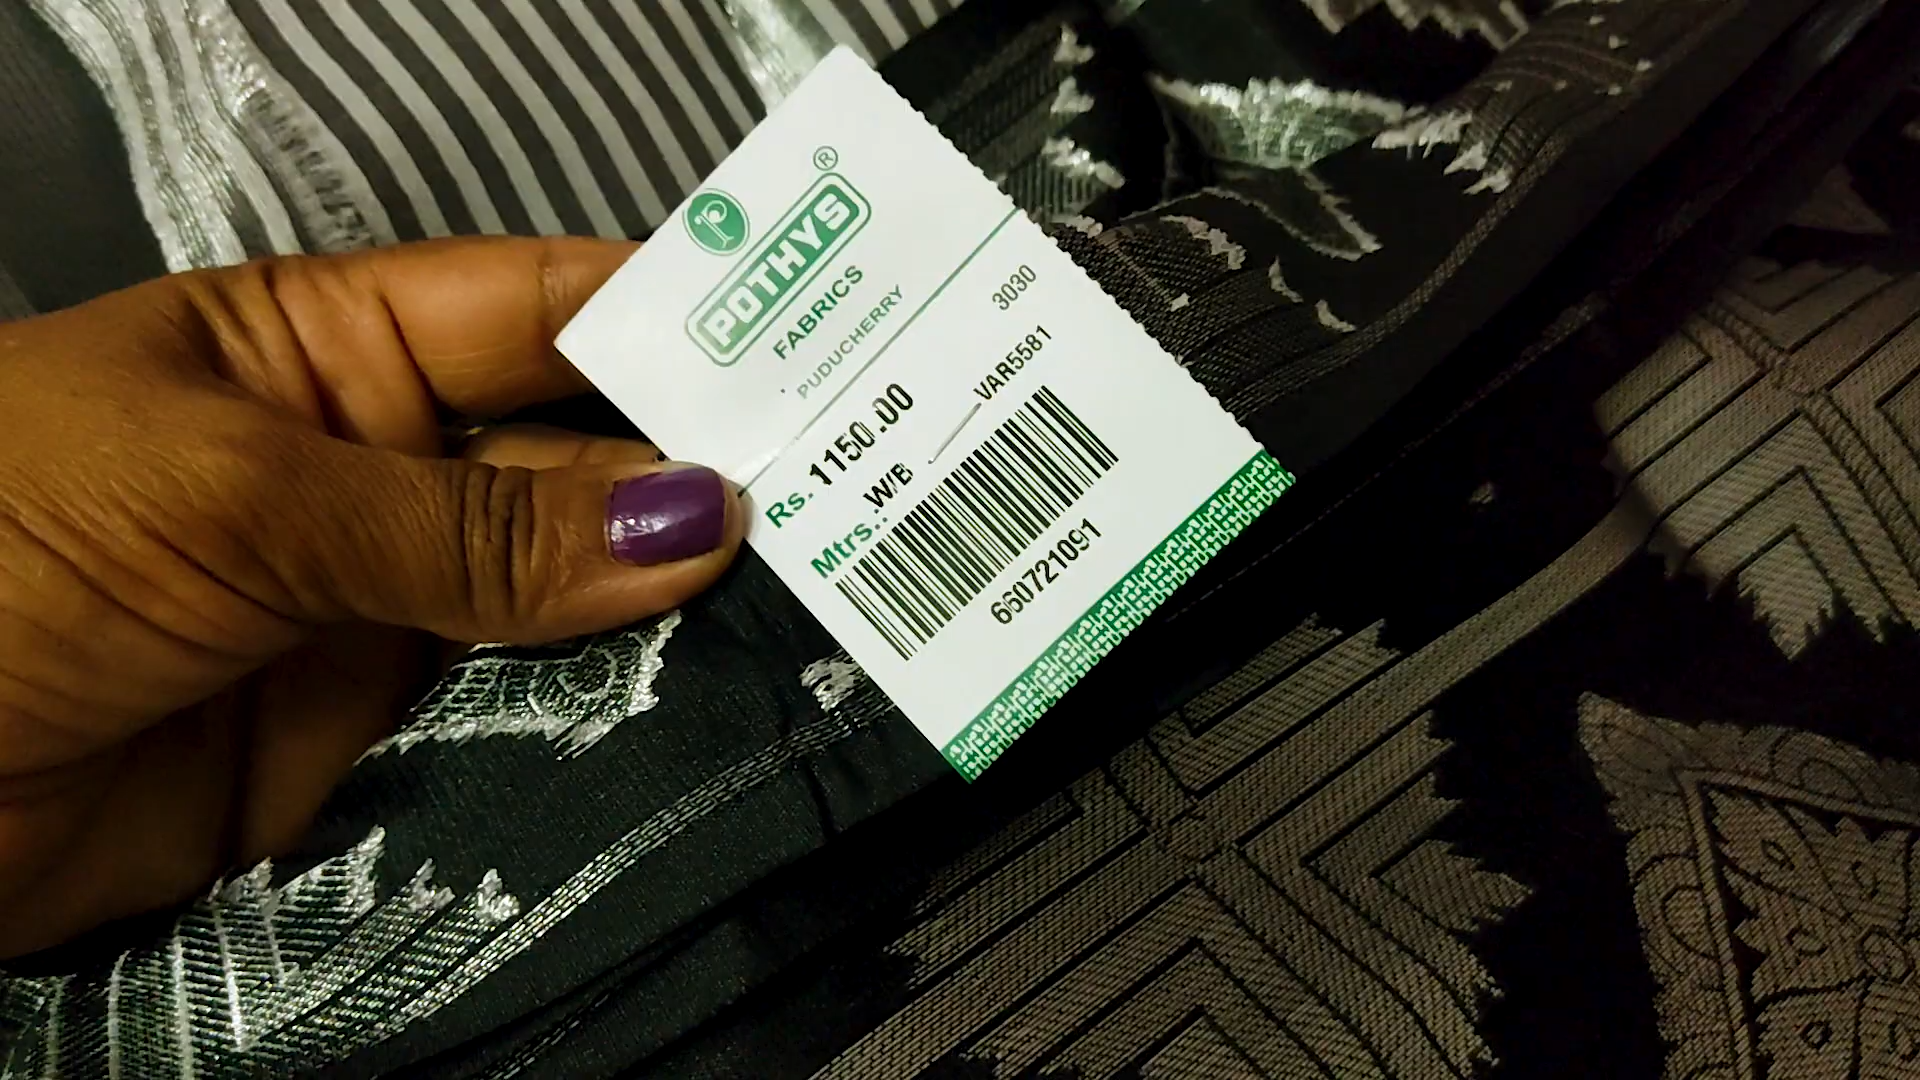 ®
P
POTHYS
FABRICS
PUDUCHERRY
3030
Rs. 1150.00
VAR5581
Mtrs.. W/B
660721091